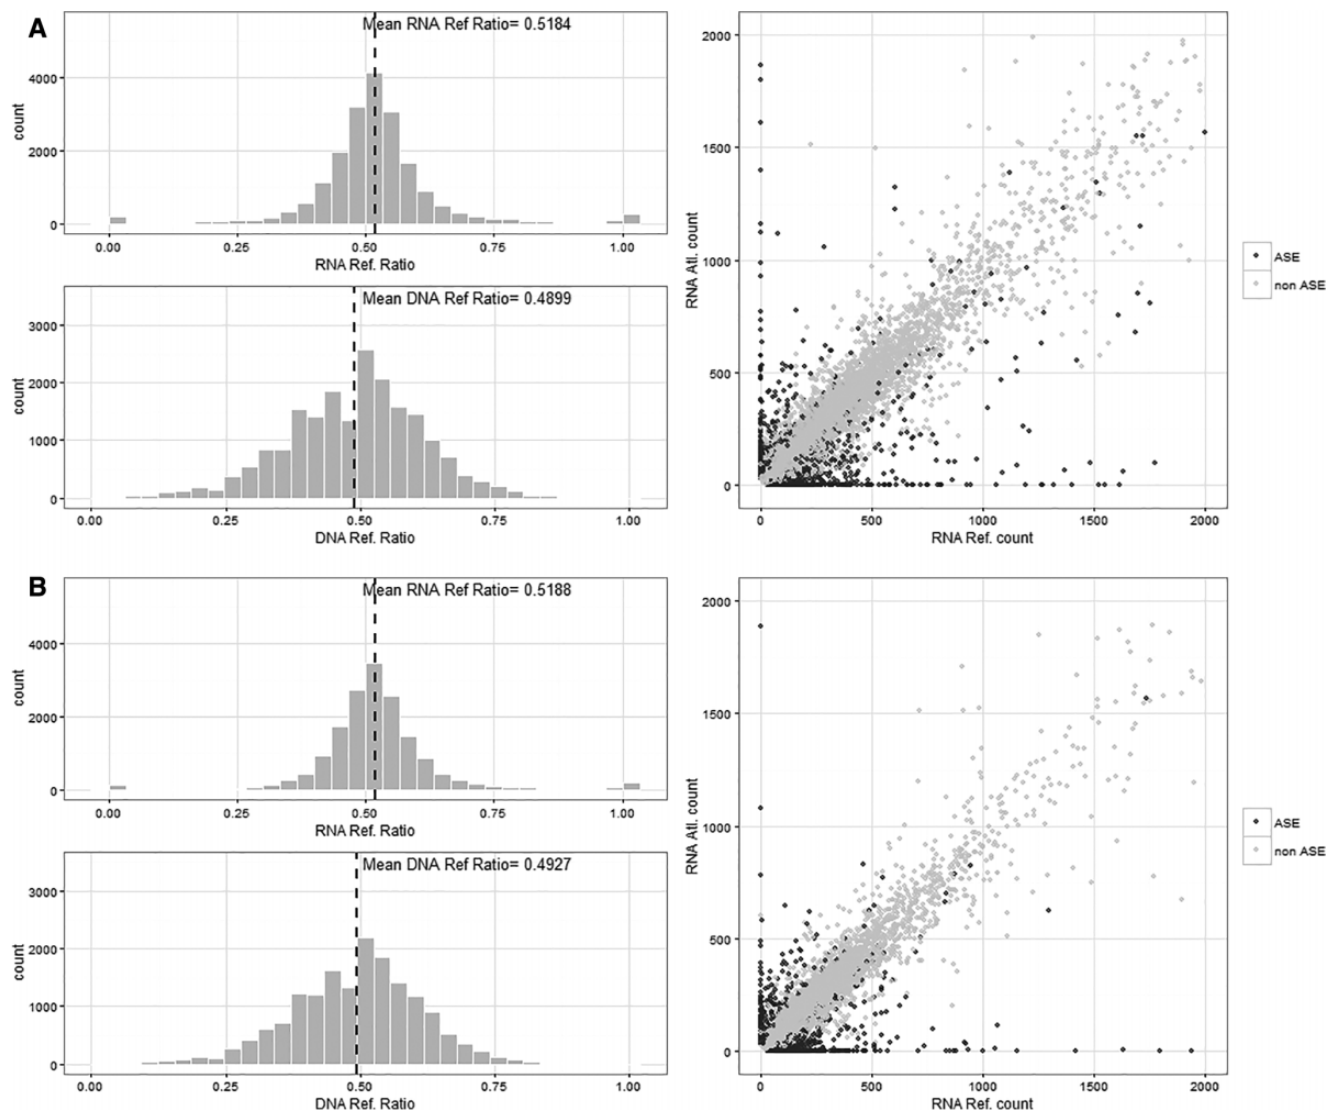 A
Mean RNA Ref Ratio= 0.5184
count
4000
2000
0
0.00 0.25 0.50 0.75 1.00
RNA Ref. Ratio
Mean DNA Ref Ratio= 0.4899
count
3000
2000
1000
0
0.00 0.25 0.50 0.75 1.00
DNA Ref. Ratio
RNA Atl. count
2000
1500
1000
500
0
0 500 1000 1500 2000
RNA Ref. count
ASE
non ASE
B
Mean RNA Ref Ratio= 0.5188
count
4000
2000
0
0.00 0.25 0.50 0.75 1.00
RNA Ref. Ratio
Mean DNA Ref Ratio= 0.4927
count
3000
2000
1000
0
0.00 0.25 0.50 0.75 1.00
DNA Ref. Ratio
RNA Atl. count
2000
1500
1000
500
0
0 500 1000 1500 2000
RNA Ref. count
ASE
non ASE